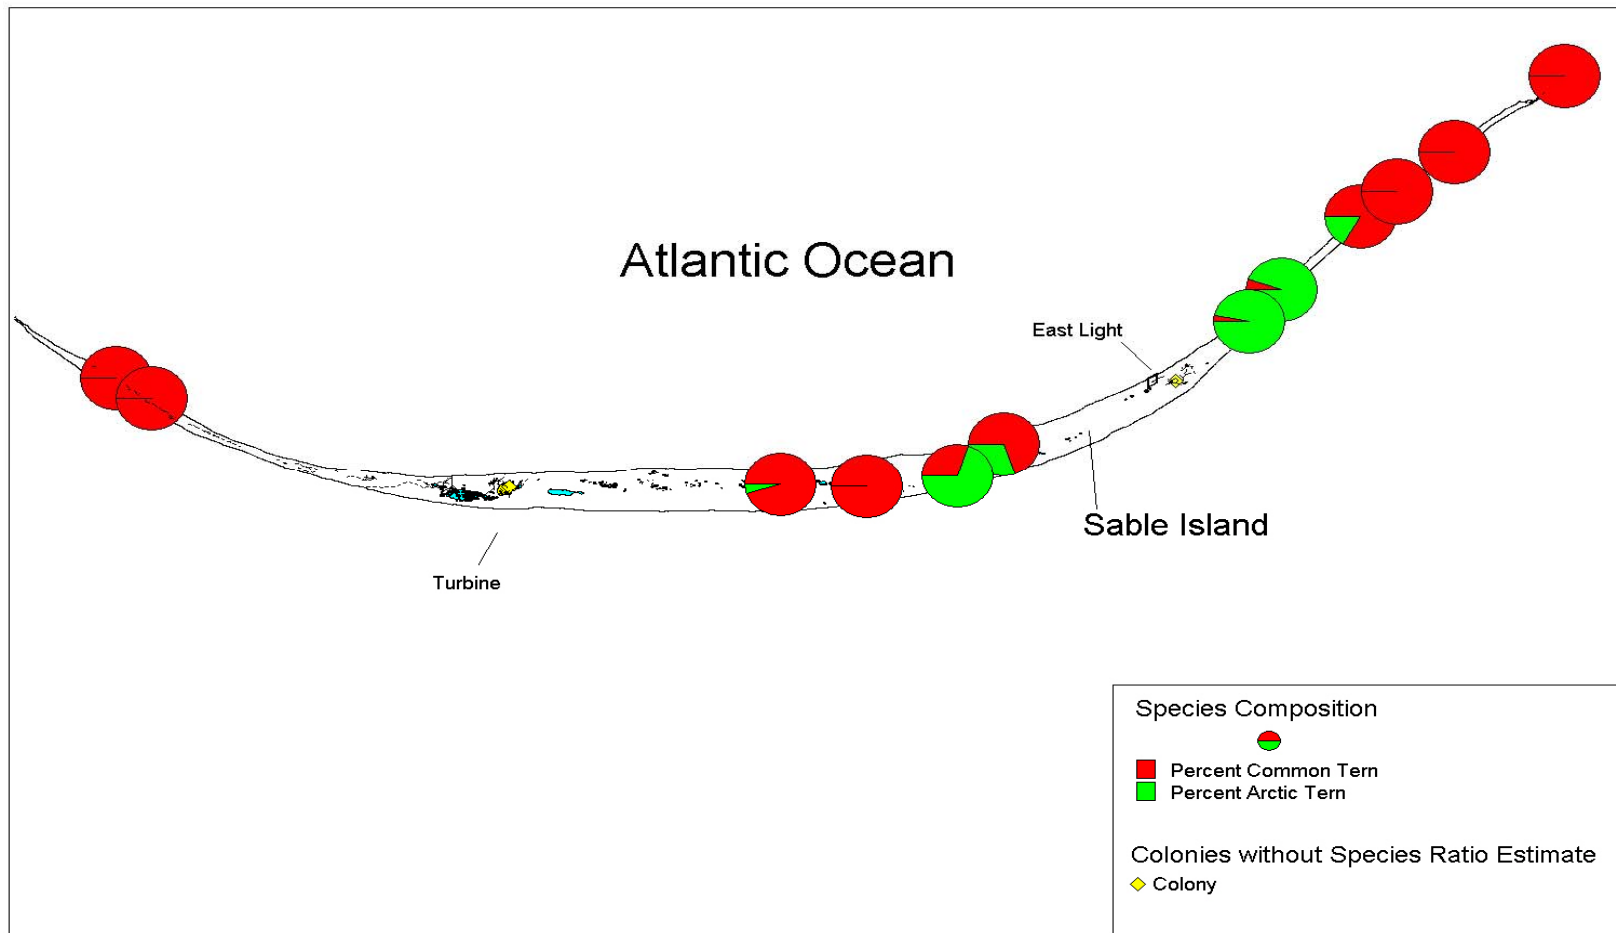 Atlantic Ocean
East Light
Sable Island
Turbine
Species Composition
Percent Common Tern
Percent Arctic Tern
Colonies without Species Ratio Estimate
Colony